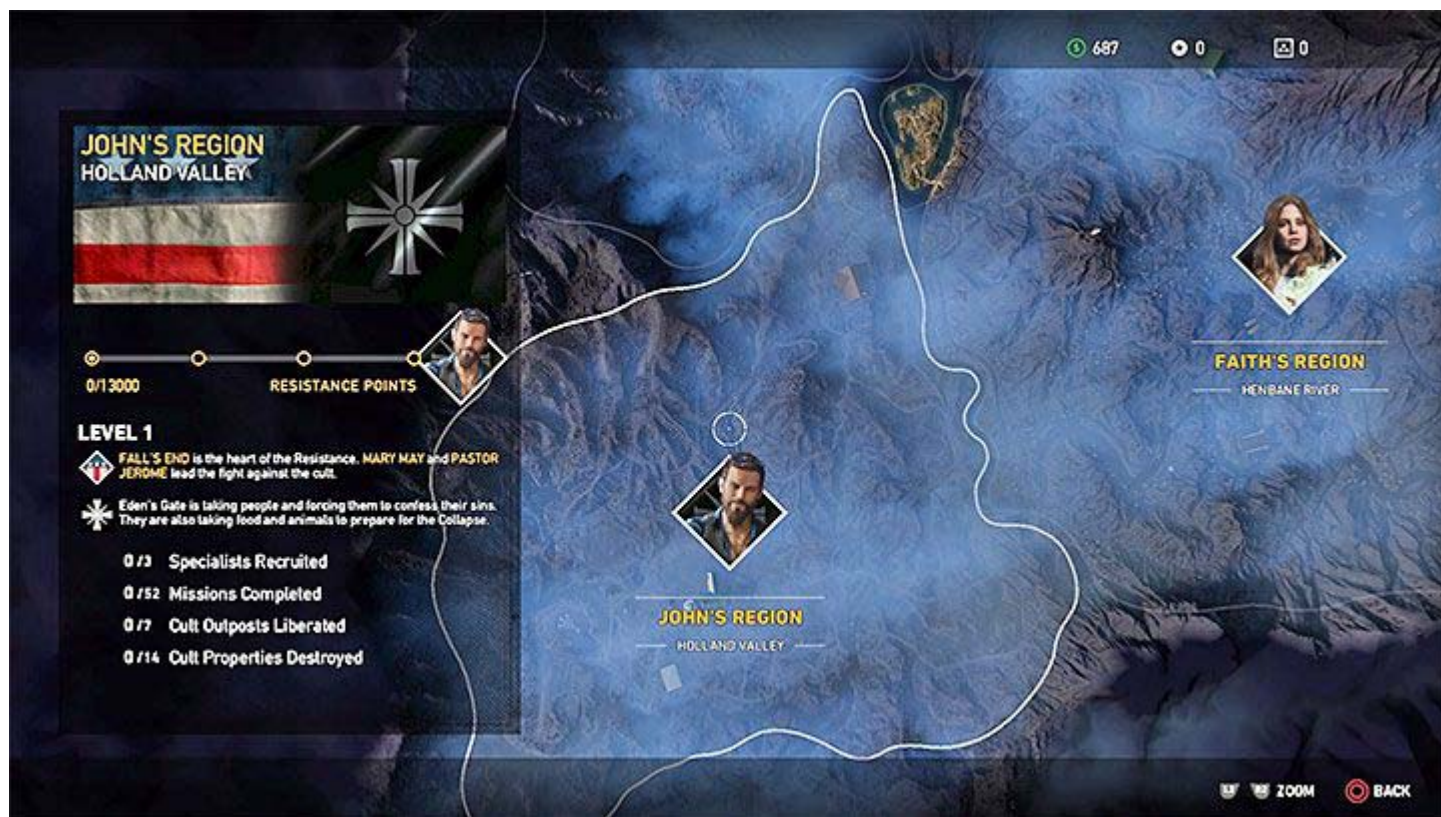 $ 687
0
0
JOHN'S REGION
HOLLAND VALLEY
0/13000
RESISTANCE POINTS
LEVEL 1
FALL'S END is the heart of the Resistance. MARY MAY and PASTOR
JEROME lead the fight against the cult.
Eden's Gate is taking people and forcing them to confess their sins.
They are also taking food and animals to prepare for the Collapse.
0/3 Specialists Recruited
0/52 Missions Completed
0/7 Cult Outposts Liberated
0/14 Cult Properties Destroyed
FAITH'S REGION
HENBANE RIVER
JOHN'S REGION
HOLLAND VALLEY
L2 R2 ZOOM
BACK